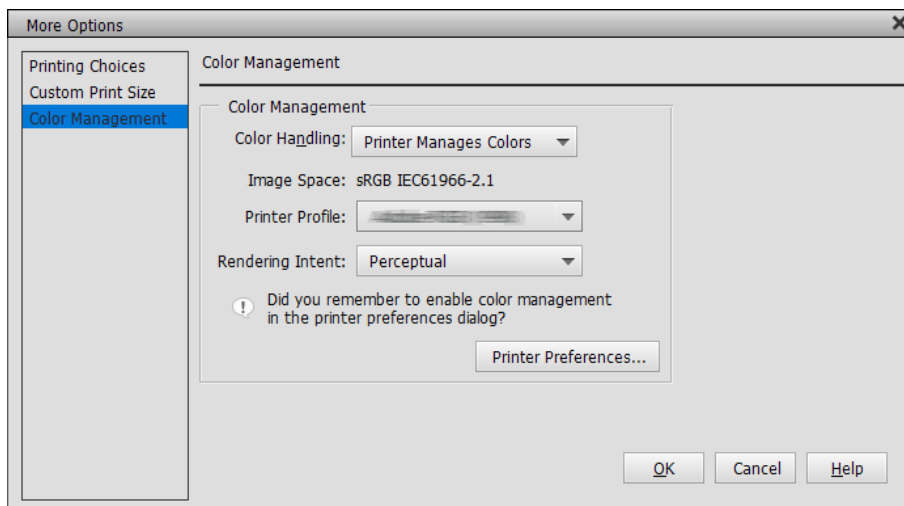 More Options
Printing Choices
Custom Print Size
Color Management
Color Management
Color Management
Color Handling: Printer Manages Colors
Image Space: sRGB IEC61966-2.1
Printer Profile:
Rendering Intent: Perceptual
Did you remember to enable color management
in the printer preferences dialog?
Printer Preferences...
OK Cancel Help